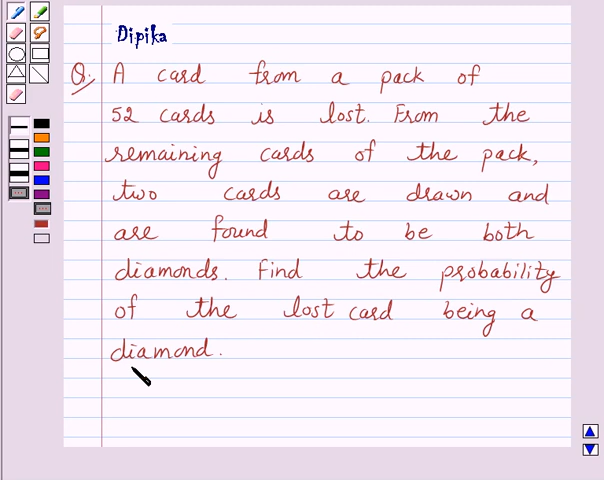 Dipika
Q. A card from a pack of
52 cards is lost. From the
remaining cards of the pack,
two cards are drawn and
are found to be both
diamonds. Find the probability
of the lost card being a
diamond.